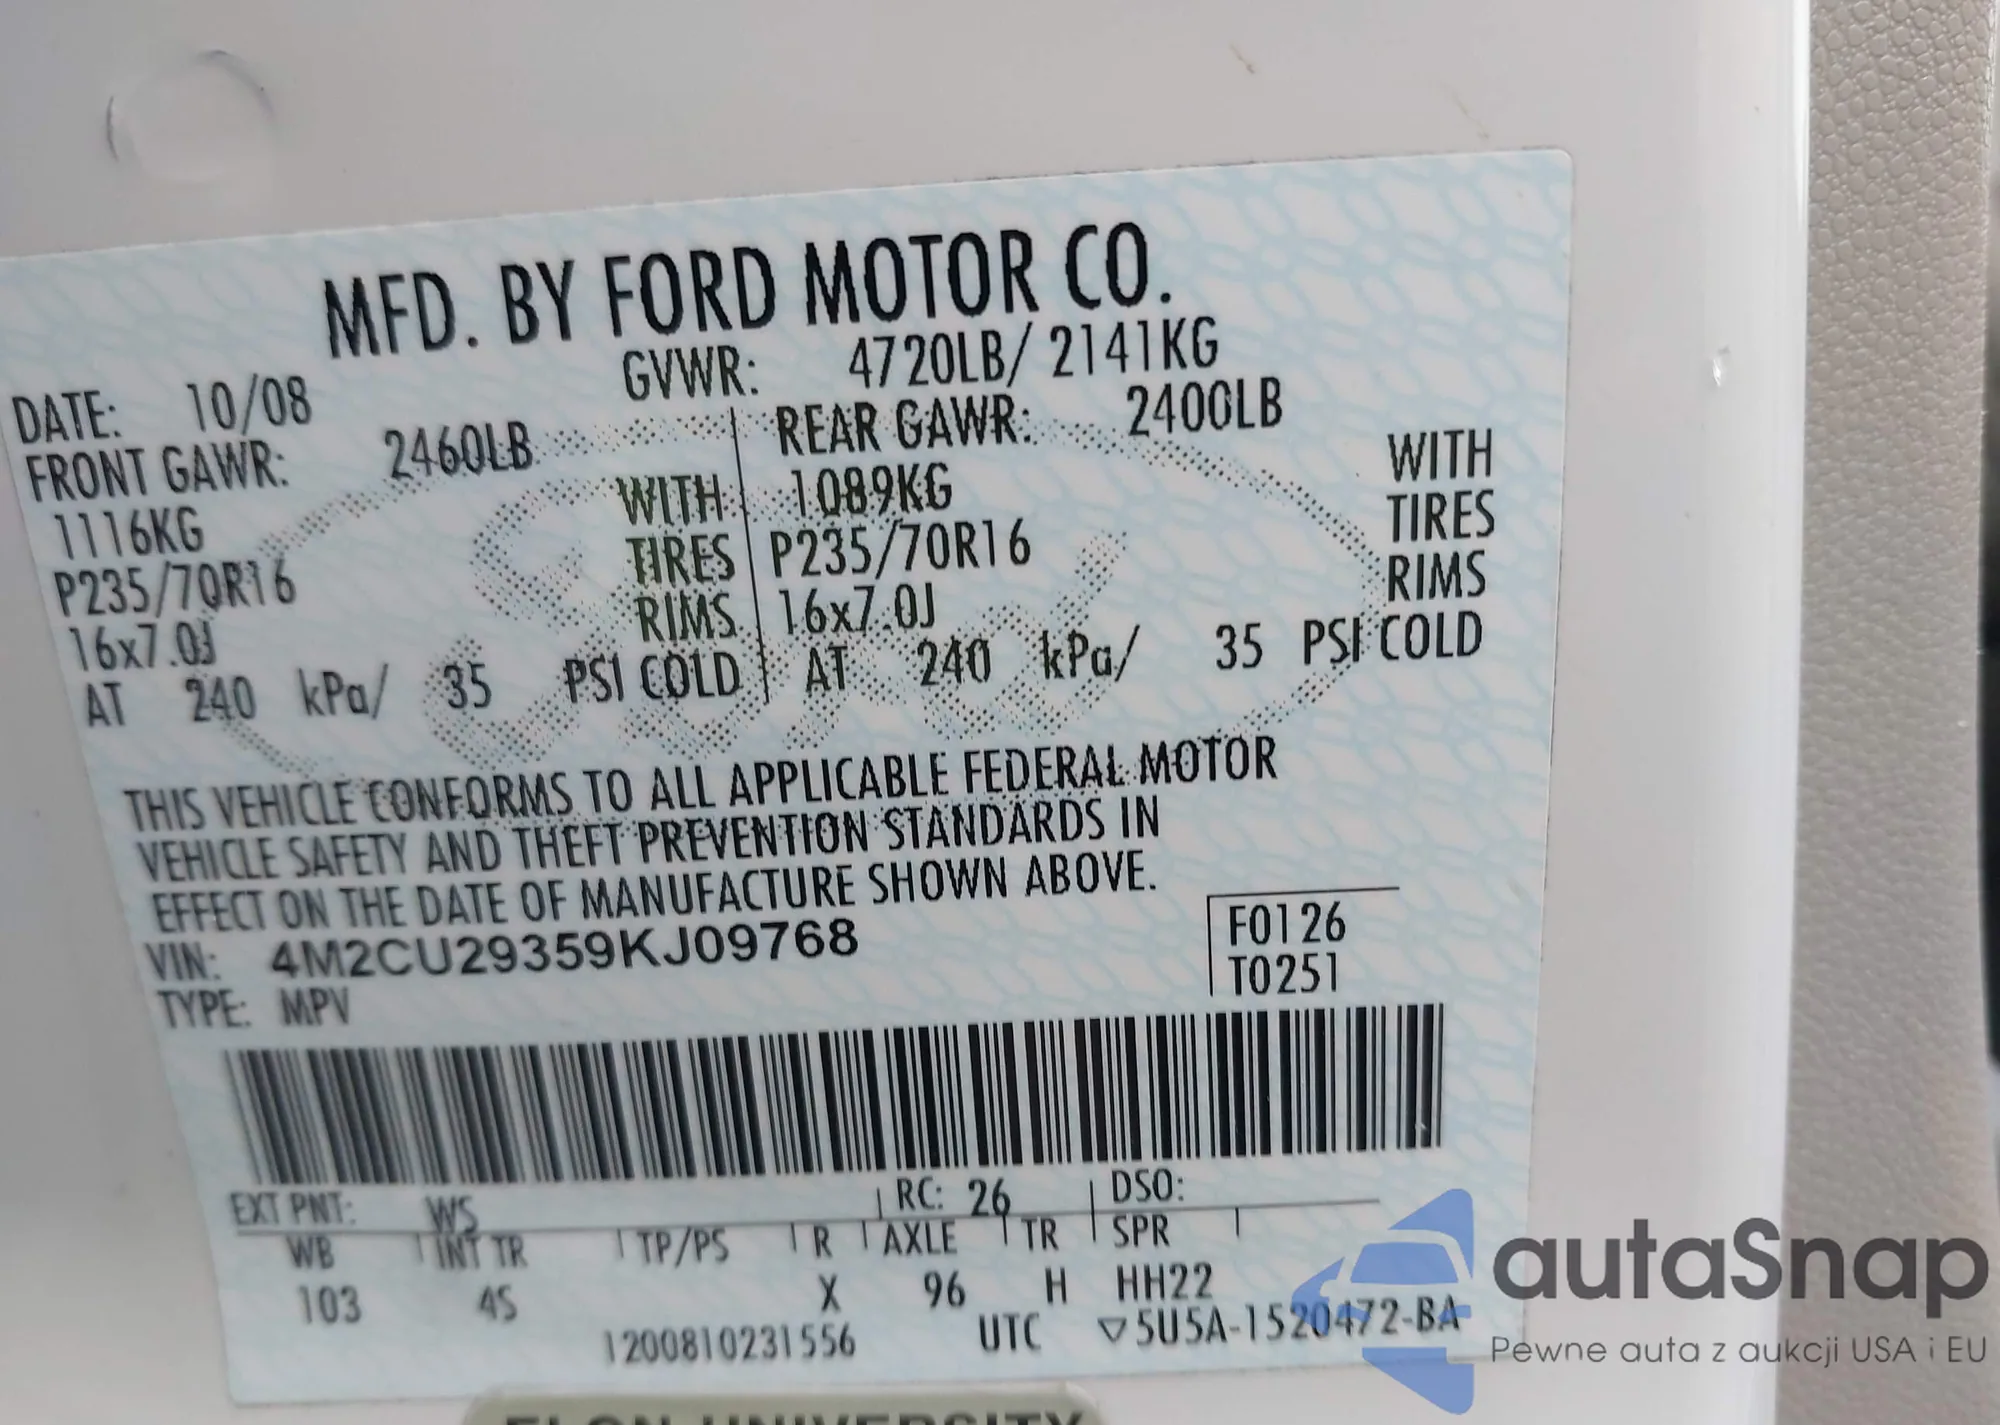 MFD. BY FORD MOTOR CO.
DATE: 10/08 GVWR: 4720LB/ 2141KG
FRONT GAWR: 2460LB REAR GAWR: 2400LB
1116KG WITH 1089KG WITH
P235/70R16 TIRES P235/70R16 TIRES
16x7.0J RIMS 16x7.0J RIMS
AT 240 kPa/ 35 PSI COLD AT 240 kPa/ 35 PSI COLD
THIS VEHICLE CONFORMS TO ALL APPLICABLE FEDERAL MOTOR
VEHICLE SAFETY AND THEFT PREVENTION STANDARDS IN
EFFECT ON THE DATE OF MANUFACTURE SHOWN ABOVE.
VIN: 4M2CU29359KJ09768
TYPE: MPV
F0126
T0251
EXT PNT: WS RC: 26 DSO:
WB INT TR TP/PS R AXLE TR SPR
103 4S X 96 H HH22
1200810231556 UTC ▽5U5A-1520472-BA
ELON UNIVERSITY
autaSnap
Pewne auta z aukcji USA i EU